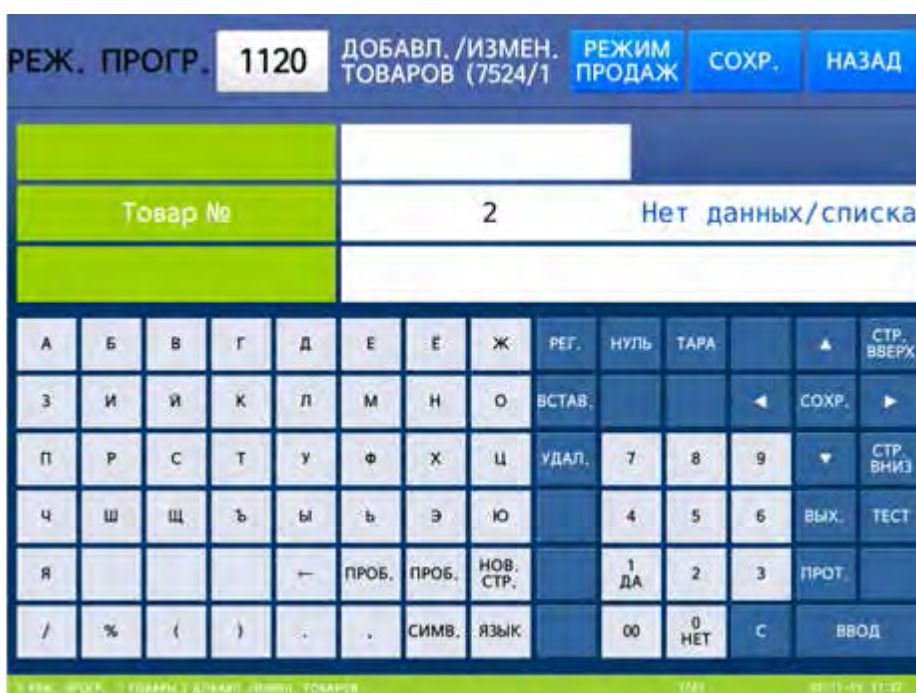 РЕЖ. ПРОГР. 1120 ДОБАВЛ./ИЗМЕН. ТОВАРОВ (7524/1 РЕЖИМ ПРОДАЖ СОХР. НАЗАД
Товар № 2 Нет данных/списка
А Б В Г Д Е Ё Ж РЕГ. НУЛЬ ТАРА ▲ СТР. ВВЕРХ
З И Й К Л М Н О ВСТАВ. ◄ СОХР. ►
П Р С Т У Ф Х Ц УДАЛ. 7 8 9 ▼ СТР. ВНИЗ
Ч Ш Щ Ъ Ы Ь Э Ю 4 5 6 ВЫХ. ТЕСТ
Я ← ПРОБ. ПРОБ. НОВ. СТР. 1 ДА 2 3 ПРОТ.
/ % ( ) . . СИМВ. ЯЗЫК 00 0 НЕТ С ВВОД